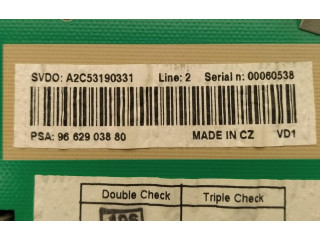 SVDO: A2C53190331 Line: 2 Serial n: 00060538
PSA: 96 629 038 80 MADE IN CZ VD1
Double Check Triple Check